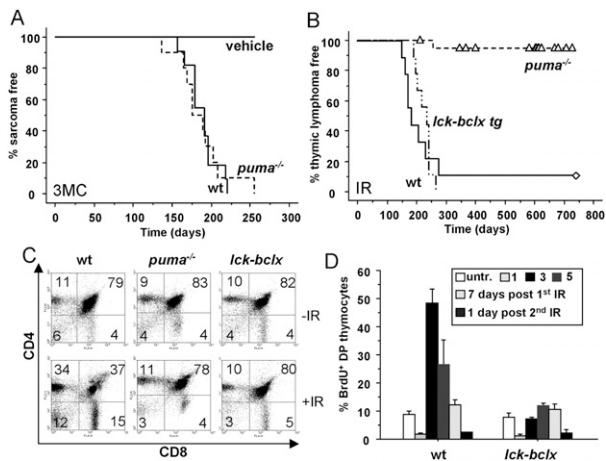 A
% sarcoma free
100
80
60
40
20
0
vehicle
puma-/-
wt
3MC
0 50 100 150 200 250 300
Time (days)
B
% thymic lymphoma free
100
80
60
40
20
0
puma-/-
lck-bclx tg
wt
IR
0 100 200 300 400 500 600 700 800
Time (days)
C
wt puma-/- lck-bclx
11 79 9 83 10 82
6 4 4 4 4 4
-IR
34 37 11 78 10 80
12 15 3 4 3 5
+IR
CD4
CD8
D
% BrdU+ DP thymocytes
60
50
40
30
20
10
0
untr. 1 3 5
7 days post 1st IR
1 day post 2nd IR
wt lck-bclx